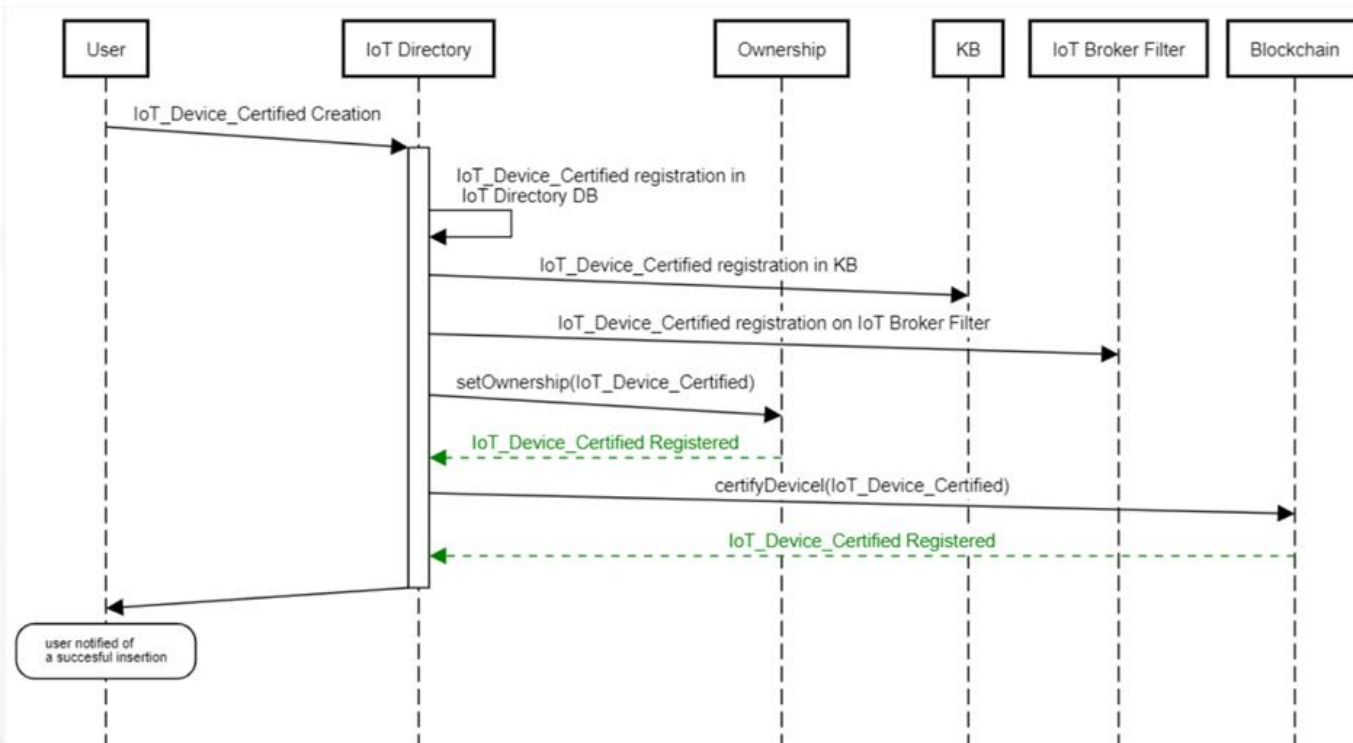 User
IoT Directory
Ownership
KB
IoT Broker Filter
Blockchain
IoT_Device_Certified Creation
IoT_Device_Certified registration in
IoT Directory DB
IoT_Device_Certified registration in KB
IoT_Device_Certified registration on IoT Broker Filter
setOwnership(IoT_Device_Certified)
IoT_Device_Certified Registered
certifyDeviceI(IoT_Device_Certified)
IoT_Device_Certified Registered
user notified of
a succesful insertion